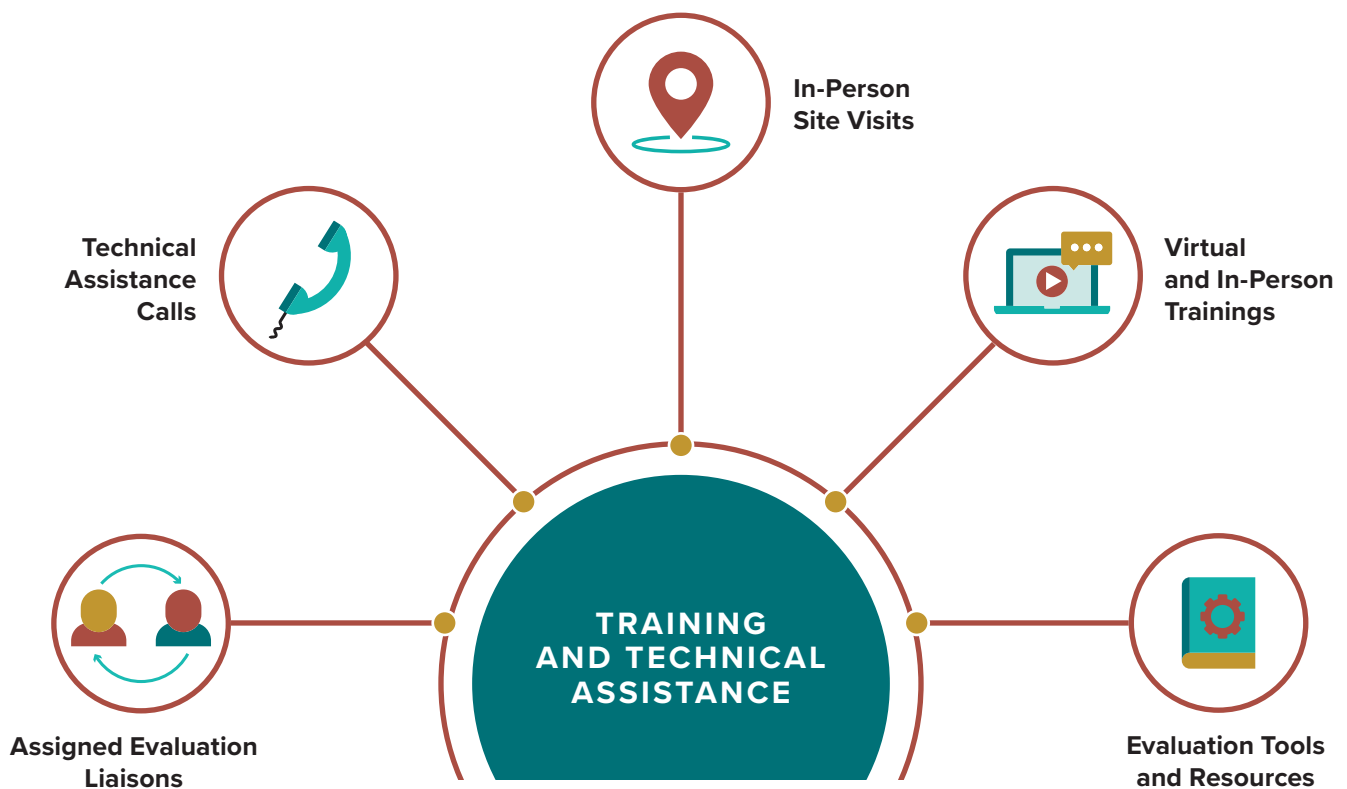 In-Person
Site Visits
Technical
Assistance
Calls
Virtual
and In-Person
Trainings
TRAINING
AND TECHNICAL
ASSISTANCE
Assigned Evaluation
Liaisons
Evaluation Tools
and Resources